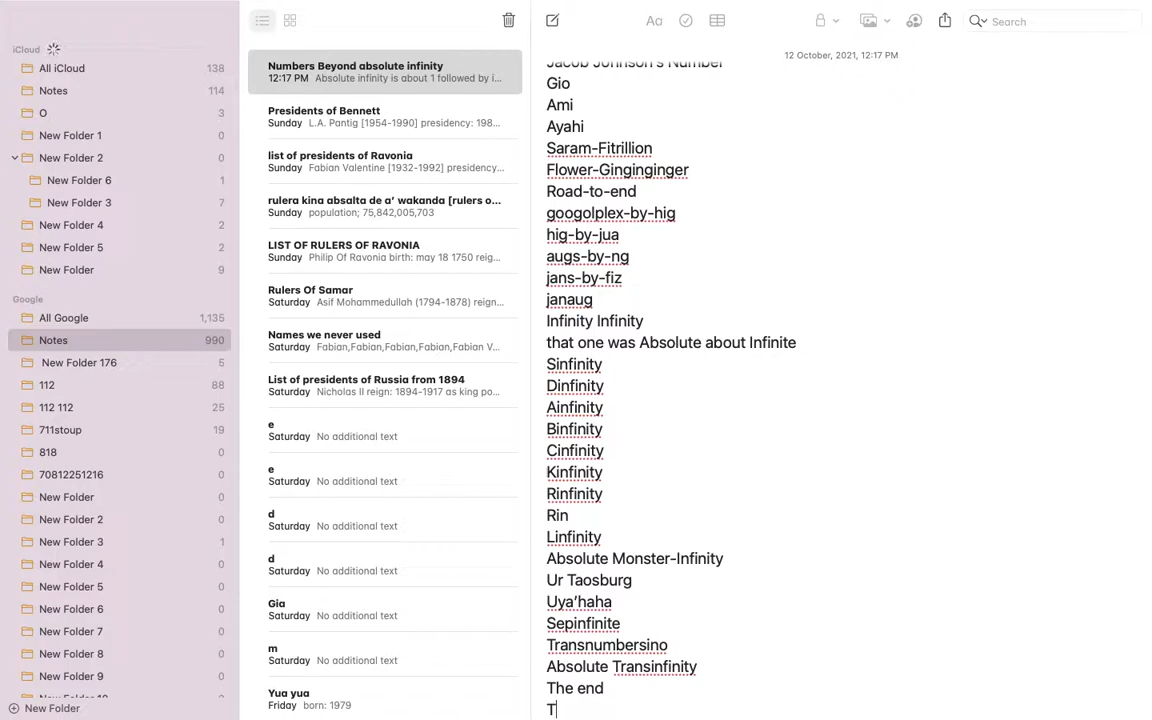 iCloud
All iCloud 138
Notes 114
O 3
New Folder 1 0
New Folder 2 0
New Folder 6 1
New Folder 3 7
New Folder 4 2
New Folder 5 2
New Folder 9
Google
All Google 1,135
Notes 990
New Folder 176 5
112 88
112 112 25
711stoup 19
818 0
70812251216 0
New Folder 0
New Folder 2 0
New Folder 3 1
New Folder 4 0
New Folder 5 0
New Folder 6 0
New Folder 7 0
New Folder 8 0
New Folder 9 0
New Folder
Numbers Beyond absolute infinity
12:17 PM Absolute infinity is about 1 followed by i...
Presidents of Bennett
Sunday L.A. Pantig [1954-1990] presidency: 198...
list of presidents of Ravonia
Sunday Fabian Valentine [1932-1992] presidency...
rulera kina absalta de a' wakanda [rulers o...
Sunday population; 75,842,005,703
LIST OF RULERS OF RAVONIA
Sunday Philip Of Ravonia birth: may 18 1750 reig...
Rulers Of Samar
Saturday Asif Mohammedullah (1794-1878) reign...
Names we never used
Saturday Fabian,Fabian,Fabian,Fabian,Fabian V...
List of presidents of Russia from 1894
Saturday Nicholas II reign: 1894-1917 as king po...
e
Saturday No additional text
e
Saturday No additional text
d
Saturday No additional text
d
Saturday No additional text
Gia
Saturday No additional text
m
Saturday No additional text
Yua yua
Friday born: 1979
Aa
Search
12 October, 2021, 12:17 PM
Jacob Johnson's Number
Gio
Ami
Ayahi
Saram-Fitrillion
Flower-Ginginginger
Road-to-end
googolplex-by-hig
hig-by-jua
augs-by-ng
jans-by-fiz
janaug
Infinity Infinity
that one was Absolute about Infinite
Sinfinity
Dinfinity
Ainfinity
Binfinity
Cinfinity
Kinfinity
Rinfinity
Rin
Linfinity
Absolute Monster-Infinity
Ur Taosburg
Uya'haha
Sepinfinite
Transnumbersino
Absolute Transinfinity
The end
T